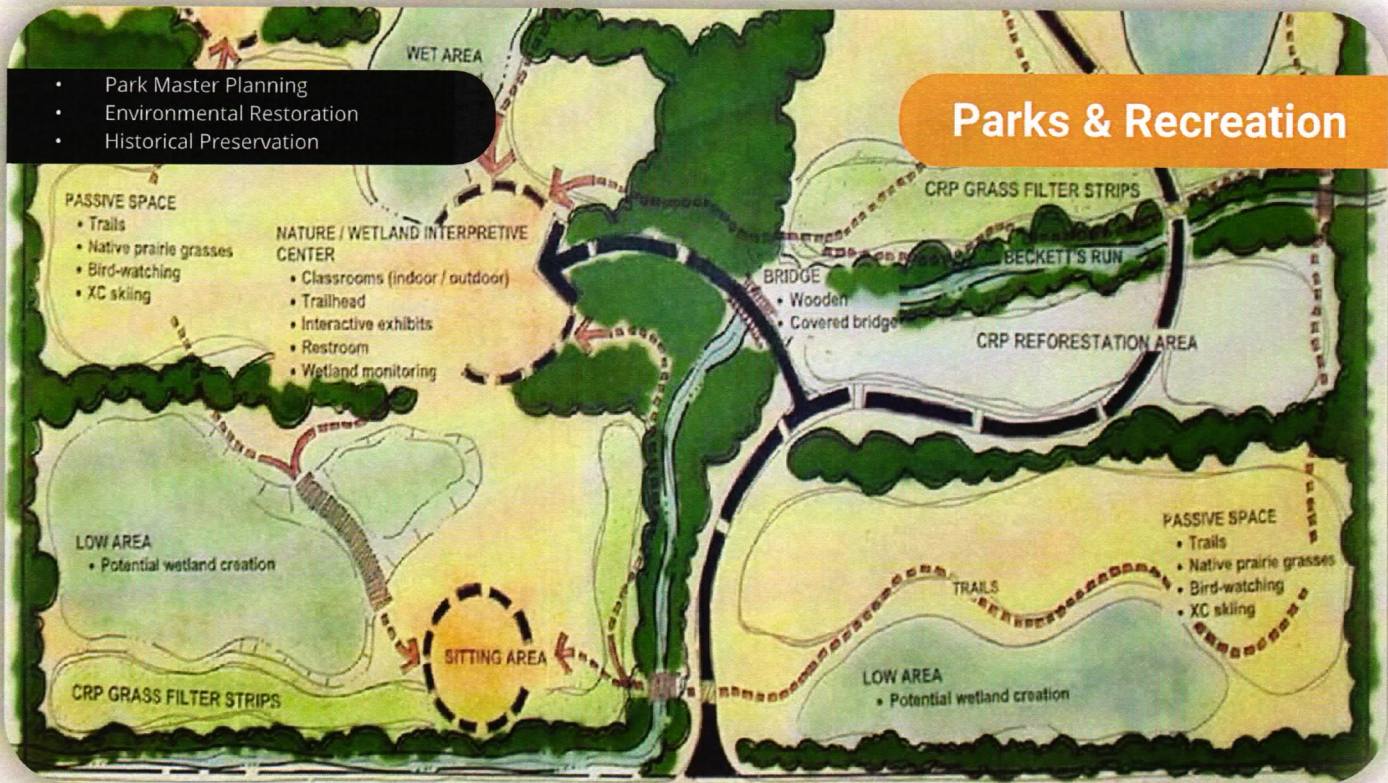 WET AREA
• Park Master Planning
• Environmental Restoration
• Historical Preservation
Parks & Recreation
PASSIVE SPACE
• Trails
• Native prairie grasses
• Bird-watching
• XC skiing
NATURE / WETLAND INTERPRETIVE
CENTER
• Classrooms (indoor / outdoor)
• Trailhead
• Interactive exhibits
• Restroom
• Wetland monitoring
CRP GRASS FILTER STRIPS
BECKETT'S RUN
BRIDGE
• Wooden
• Covered bridge
CRP REFORESTATION AREA
LOW AREA
• Potential wetland creation
SITTING AREA
CRP GRASS FILTER STRIPS
PASSIVE SPACE
• Trails
• Native prairie grasses
• Bird-watching
• XC skiing
TRAILS
LOW AREA
• Potential wetland creation